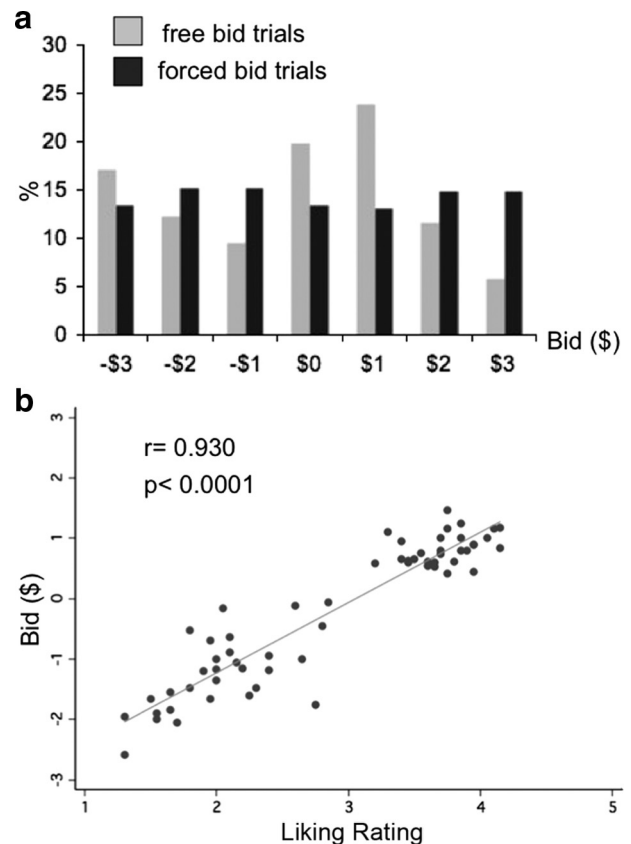 a
free bid trials
forced bid trials
30
25
20
15
10
5
0
%
-$3 -$2 -$1 $0 $1 $2 $3
Bid ($)
b
r= 0.930
p< 0.0001
3
2
1
0
-1
-2
-3
Bid ($)
1 2 3 4 5
Liking Rating